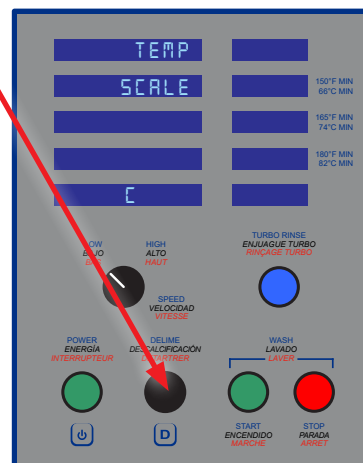 TEMP
SCALE
150°F MIN
66°C MIN
165°F MIN
74°C MIN
180°F MIN
82°C MIN
C
HIGH
ALTO
HAUT
SPEED
VELOCIDAD
VITESSE
TURBO RINSE
ENJUAGUE TURBO
RINÇAGE TURBO
POWER
ENERGÍA
INTERRUPTEUR
DELIME
DESCALCIFICACIÓN
WASH
LAVADO
LAVER
D
START
ENCENDIDO
MARCHE
STOP
PARADA
ARRET